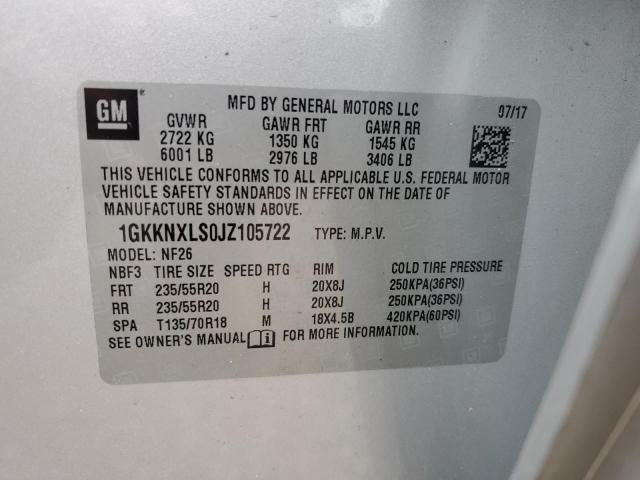 GM
MFD BY GENERAL MOTORS LLC 07/17
GVWR GAWR FRT GAWR RR
2722 KG 1350 KG 1545 KG
6001 LB 2976 LB 3406 LB
THIS VEHICLE CONFORMS TO ALL APPLICABLE U.S. FEDERAL MOTOR
VEHICLE SAFETY STANDARDS IN EFFECT ON THE DATE OF
MANUFACTURE SHOWN ABOVE.
1GKKNXLS0JZ105722 TYPE: M.P.V.
MODEL: NF26
NBF3 TIRE SIZE SPEED RTG RIM COLD TIRE PRESSURE
FRT 235/55R20 H 20X8J 250KPA(36PSI)
RR 235/55R20 H 20X8J 250KPA(36PSI)
SPA T135/70R18 M 18X4.5B 420KPA(60PSI)
SEE OWNER'S MANUAL FOR MORE INFORMATION.